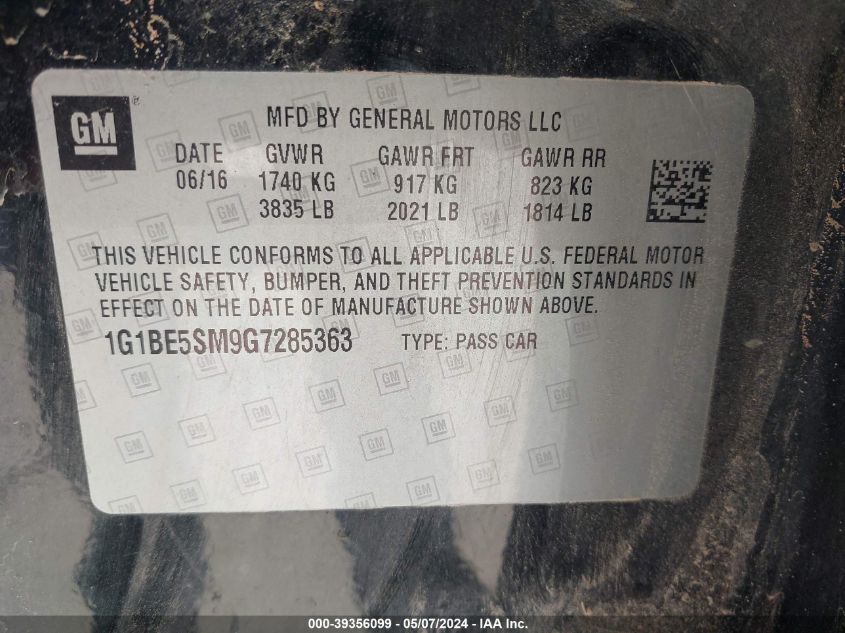 GM ®
MFD BY GENERAL MOTORS LLC
DATE GVWR GAWR FRT GAWR RR
06/16 1740 KG 917 KG 823 KG
3835 LB 2021 LB 1814 LB
THIS VEHICLE CONFORMS TO ALL APPLICABLE U.S. FEDERAL MOTOR
VEHICLE SAFETY, BUMPER, AND THEFT PREVENTION STANDARDS IN
EFFECT ON THE DATE OF MANUFACTURE SHOWN ABOVE.
1G1BE5SM9G7285363 TYPE: PASS CAR
000-39356099 - 05/07/2024 - IAA Inc.